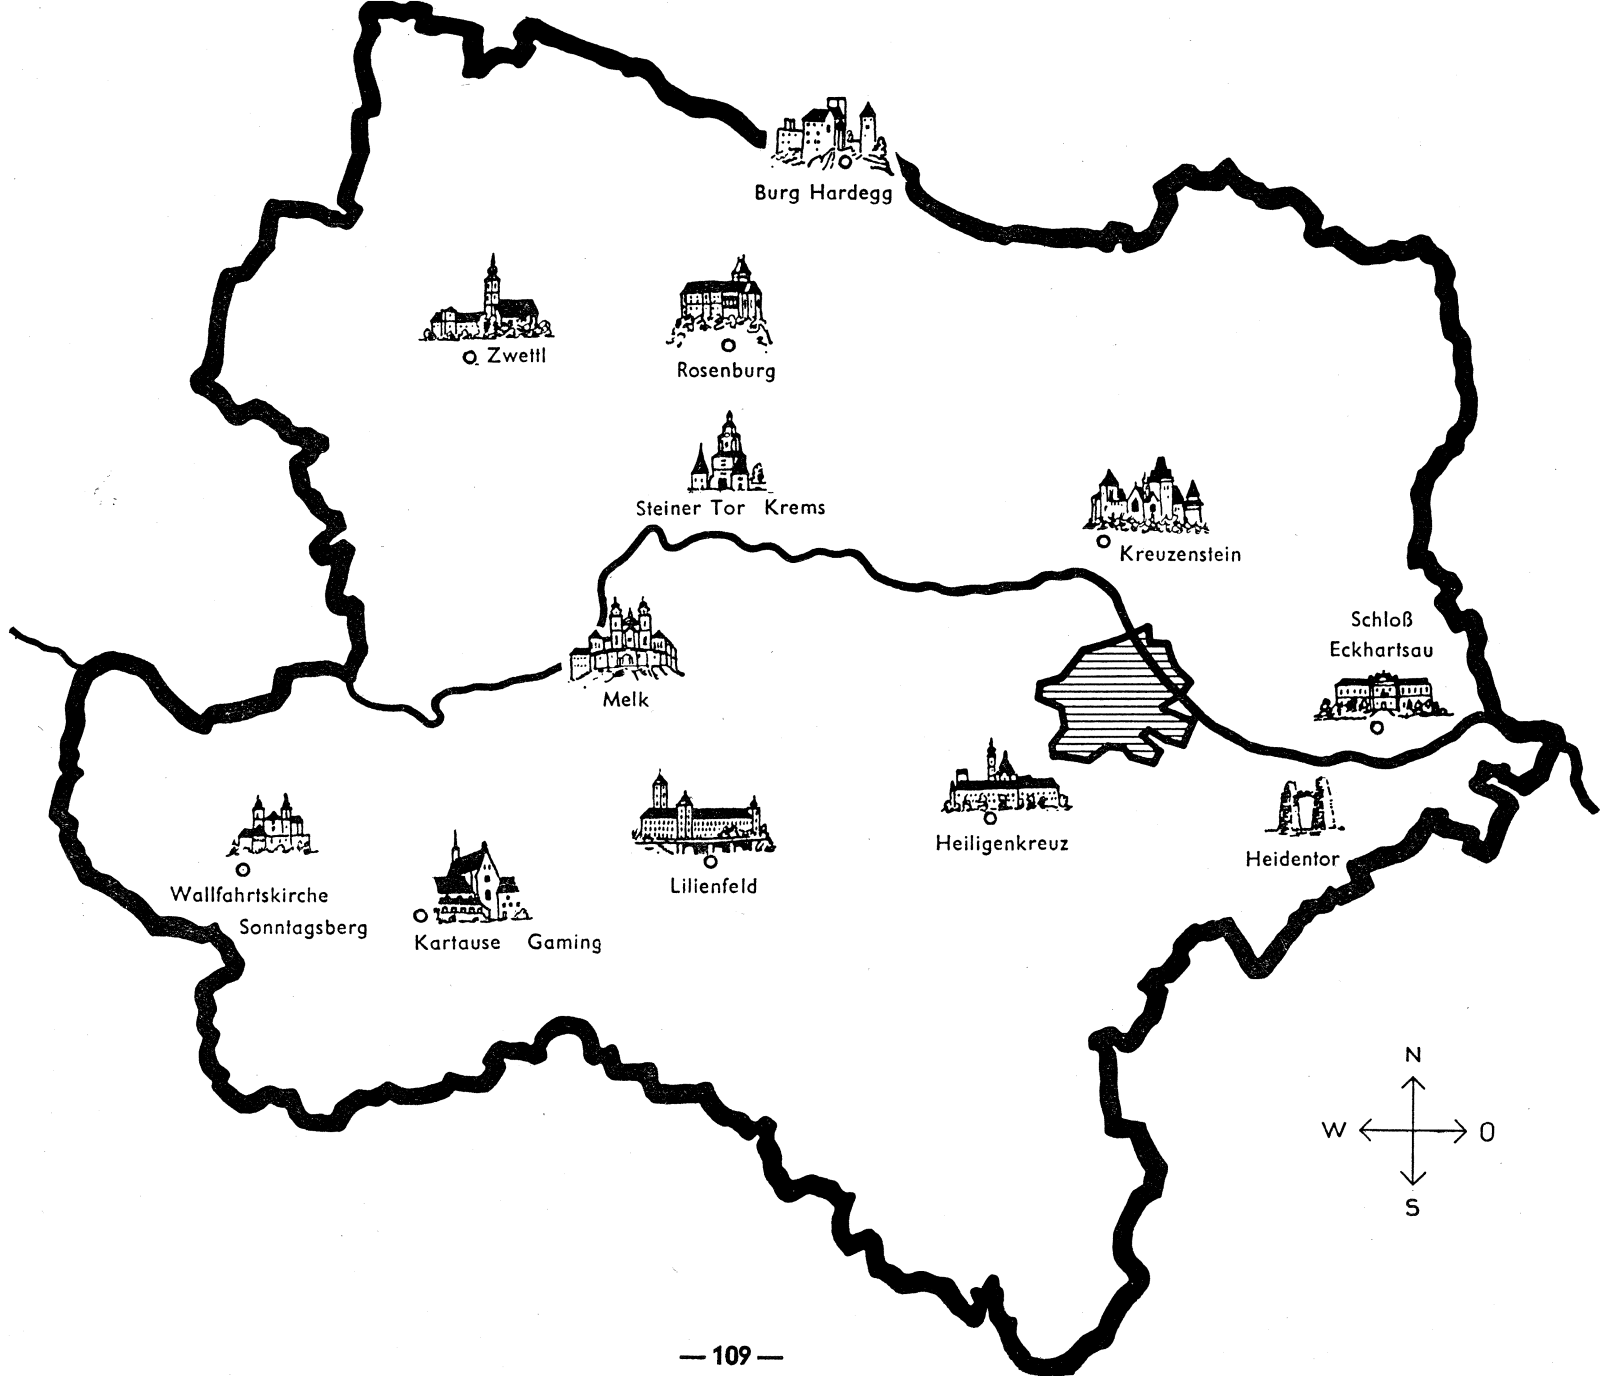 Burg Hardegg
Zwettl
Rosenburg
Steiner Tor Krems
Kreuzenstein
Schloß
Eckhartsau
Melk
Heiligenkreuz
Heidentor
Lilienfeld
Wallfahrtskirche
Sonntagsberg
Kartause Gaming
N
W O
S
— 109 —